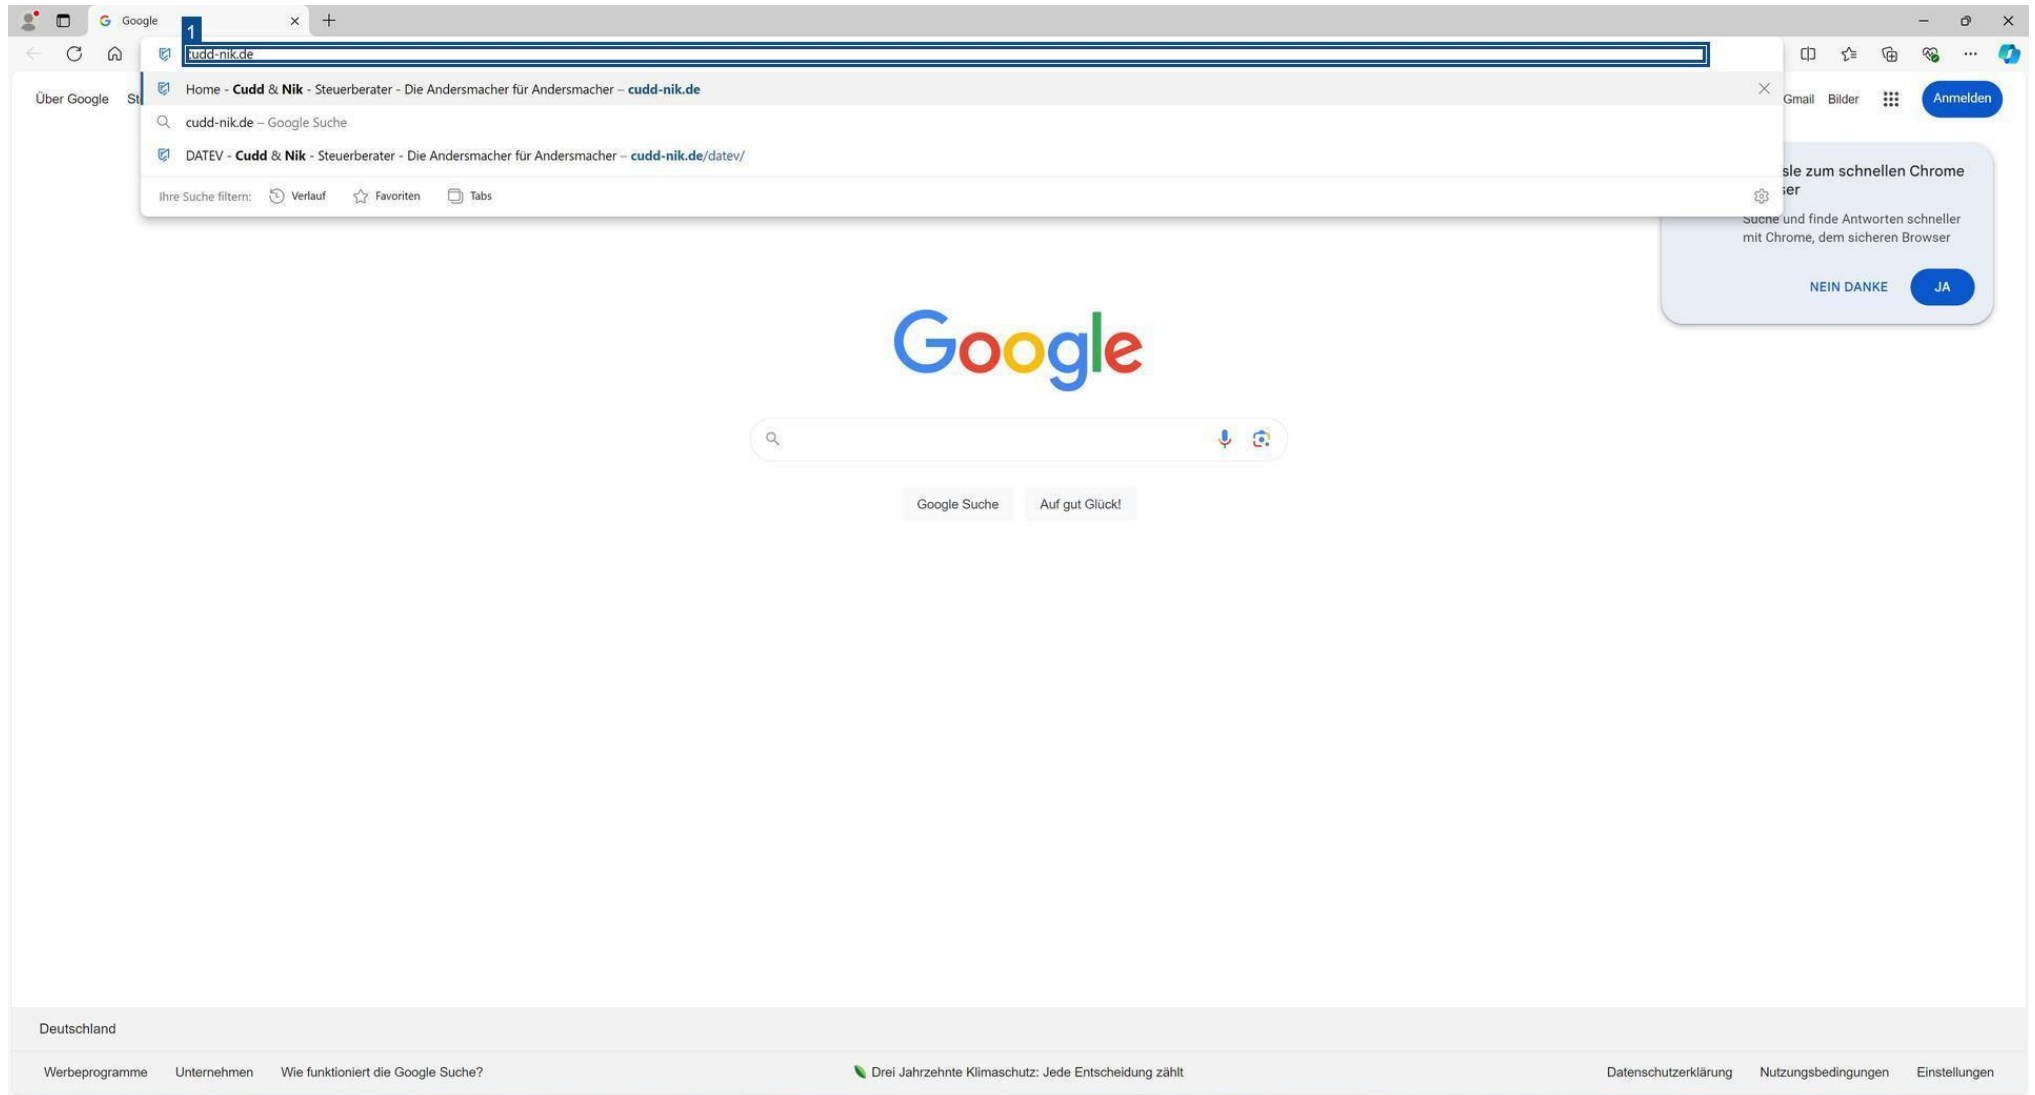 Google
1
cudd-nik.de
Home - Cudd & Nik - Steuerberater - Die Andersmacher für Andersmacher – cudd-nik.de
Über Google
Gmail Bilder Anmelden
cudd-nik.de – Google Suche
DATEV - Cudd & Nik - Steuerberater - Die Andersmacher für Andersmacher – cudd-nik.de/datev/
Ihre Suche filtern: Verlauf Favoriten Tabs
zum schnellen Chrome
Suche und finde Antworten schneller
mit Chrome, dem sicheren Browser
NEIN DANKE JA
Google
Google Suche Auf gut Glück!
Deutschland
Werbeprogramme Unternehmen Wie funktioniert die Google Suche? Drei Jahrzehnte Klimaschutz: Jede Entscheidung zählt Datenschutzerklärung Nutzungsbedingungen Einstellungen